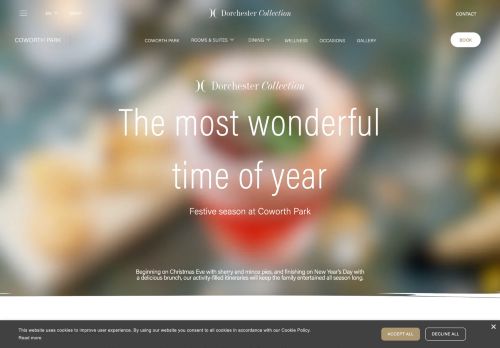 Dorchester Collection
CONTACT
COWORTH PARK
COWORTH PARK
ROOMS & SUITES
DINING
WELLNESS
OCCASIONS
GALLERY
BOOK
Dorchester Collection
The most wonderful
time of year
Festive season at Coworth Park
Beginning on Christmas Eve with sherry and mince pies, and finishing on New Year's Day with
a delicious brunch, our activity-filled itineraries will keep the family entertained all season long.
This website uses cookies to improve user experience. By using our website you consent to all cookies in accordance with our Cookie Policy.
Read more
ACCEPT ALL
DECLINE ALL